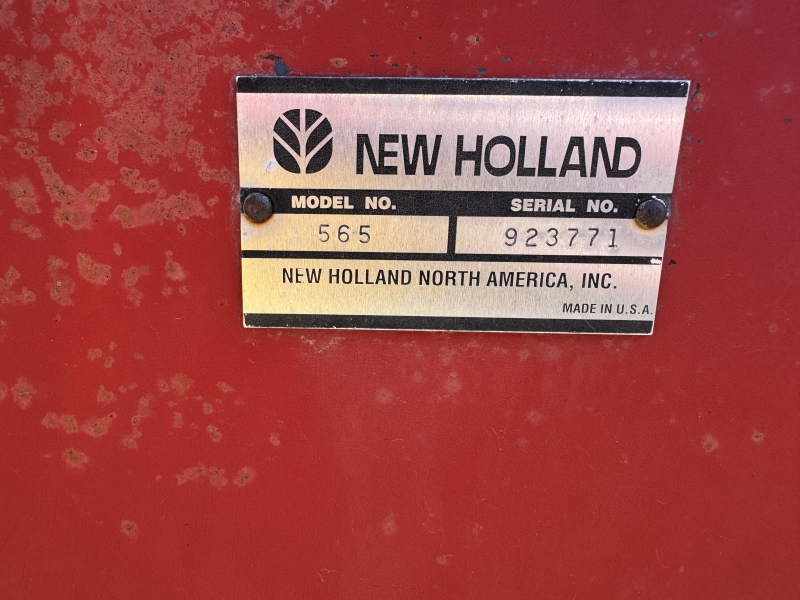 NEW HOLLAND
MODEL NO. SERIAL NO.
565 923771
NEW HOLLAND NORTH AMERICA, INC.
MADE IN U.S.A.